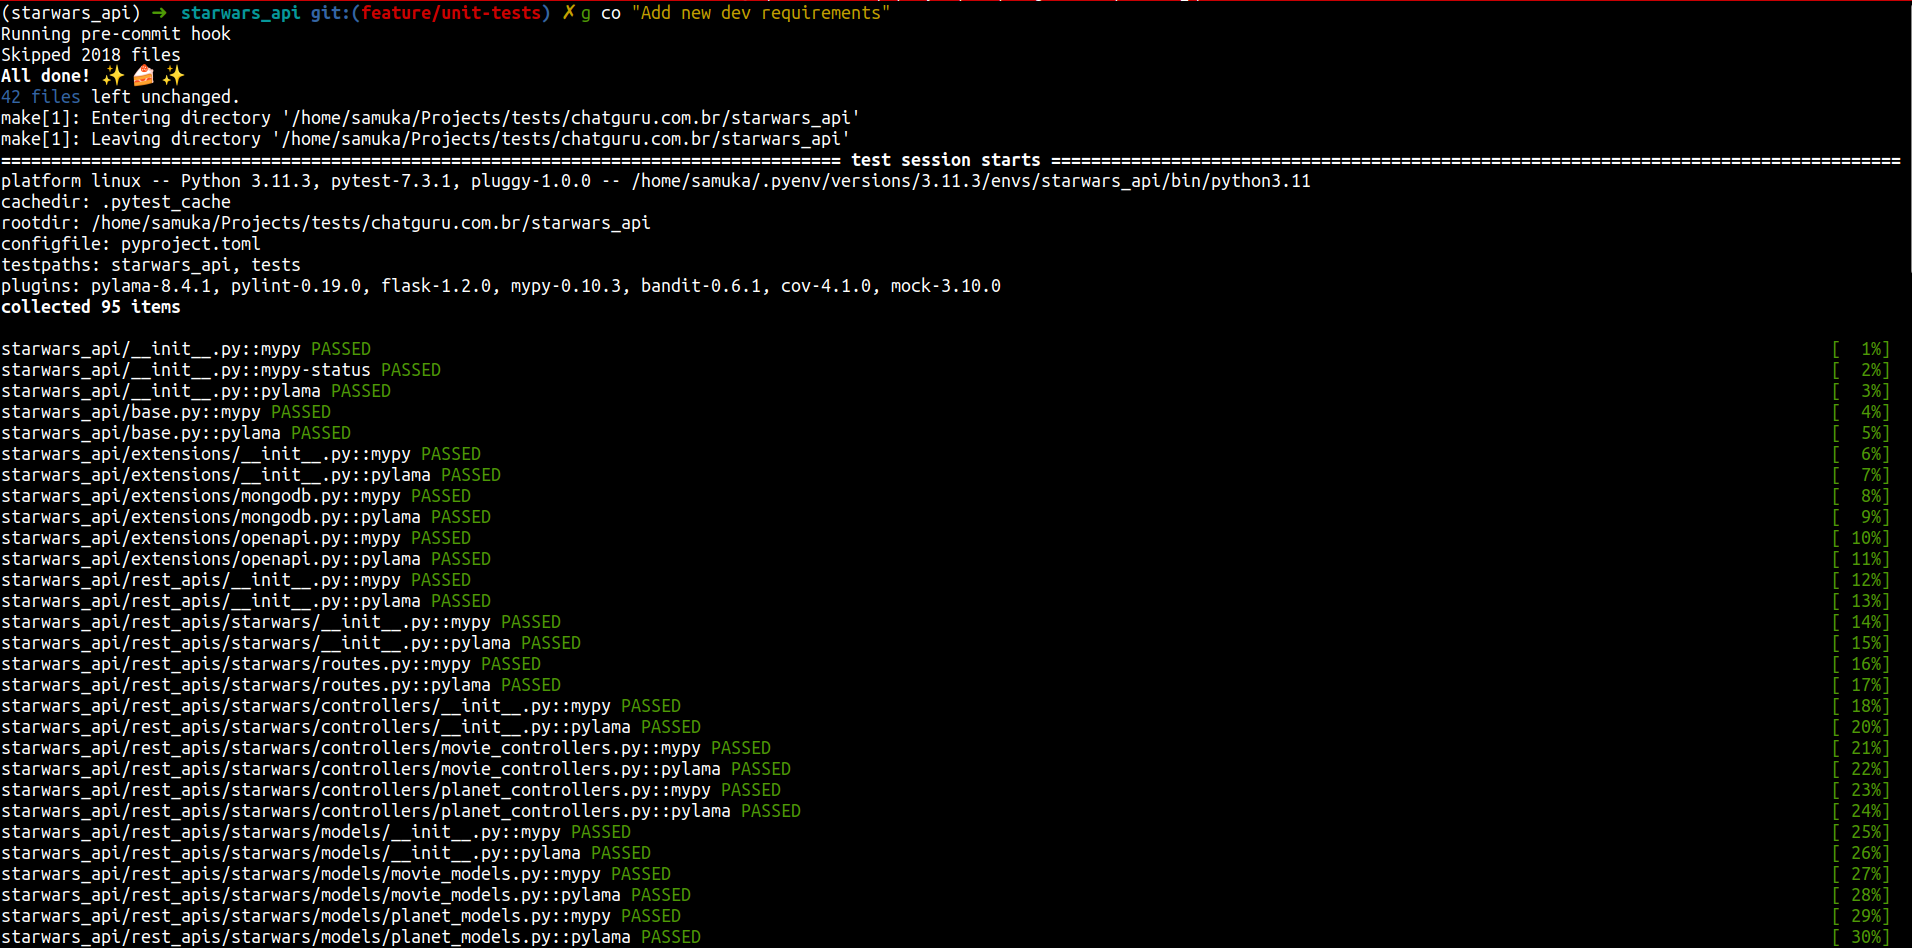 (starwars_api) ➜ starwars_api git:(feature/unit-tests) ✗ g co "Add new dev requirements"
Running pre-commit hook
Skipped 2018 files
All done! ✨ 🍰 ✨
42 files left unchanged.
make[1]: Entering directory '/home/samuka/Projects/tests/chatguru.com.br/starwars_api'
make[1]: Leaving directory '/home/samuka/Projects/tests/chatguru.com.br/starwars_api'
==================================================================================== test session starts =====================================================================================
platform linux -- Python 3.11.3, pytest-7.3.1, pluggy-1.0.0 -- /home/samuka/.pyenv/versions/3.11.3/envs/starwars_api/bin/python3.11
cachedir: .pytest_cache
rootdir: /home/samuka/Projects/tests/chatguru.com.br/starwars_api
configfile: pyproject.toml
testpaths: starwars_api, tests
plugins: pylama-8.4.1, pylint-0.19.0, flask-1.2.0, mypy-0.10.3, bandit-0.6.1, cov-4.1.0, mock-3.10.0
collected 95 items
starwars_api/__init__.py::mypy PASSED [  1%]
starwars_api/__init__.py::mypy-status PASSED [  2%]
starwars_api/__init__.py::pylama PASSED [  3%]
starwars_api/base.py::mypy PASSED [  4%]
starwars_api/base.py::pylama PASSED [  5%]
starwars_api/extensions/__init__.py::mypy PASSED [  6%]
starwars_api/extensions/__init__.py::pylama PASSED [  7%]
starwars_api/extensions/mongodb.py::mypy PASSED [  8%]
starwars_api/extensions/mongodb.py::pylama PASSED [  9%]
starwars_api/extensions/openapi.py::mypy PASSED [ 10%]
starwars_api/extensions/openapi.py::pylama PASSED [ 11%]
starwars_api/rest_apis/__init__.py::mypy PASSED [ 12%]
starwars_api/rest_apis/__init__.py::pylama PASSED [ 13%]
starwars_api/rest_apis/starwars/__init__.py::mypy PASSED [ 14%]
starwars_api/rest_apis/starwars/__init__.py::pylama PASSED [ 15%]
starwars_api/rest_apis/starwars/routes.py::mypy PASSED [ 16%]
starwars_api/rest_apis/starwars/routes.py::pylama PASSED [ 17%]
starwars_api/rest_apis/starwars/controllers/__init__.py::mypy PASSED [ 18%]
starwars_api/rest_apis/starwars/controllers/__init__.py::pylama PASSED [ 20%]
starwars_api/rest_apis/starwars/controllers/movie_controllers.py::mypy PASSED [ 21%]
starwars_api/rest_apis/starwars/controllers/movie_controllers.py::pylama PASSED [ 22%]
starwars_api/rest_apis/starwars/controllers/planet_controllers.py::mypy PASSED [ 23%]
starwars_api/rest_apis/starwars/controllers/planet_controllers.py::pylama PASSED [ 24%]
starwars_api/rest_apis/starwars/models/__init__.py::mypy PASSED [ 25%]
starwars_api/rest_apis/starwars/models/__init__.py::pylama PASSED [ 26%]
starwars_api/rest_apis/starwars/models/movie_models.py::mypy PASSED [ 27%]
starwars_api/rest_apis/starwars/models/movie_models.py::pylama PASSED [ 28%]
starwars_api/rest_apis/starwars/models/planet_models.py::mypy PASSED [ 29%]
starwars_api/rest_apis/starwars/models/planet_models.py::pylama PASSED [ 30%]